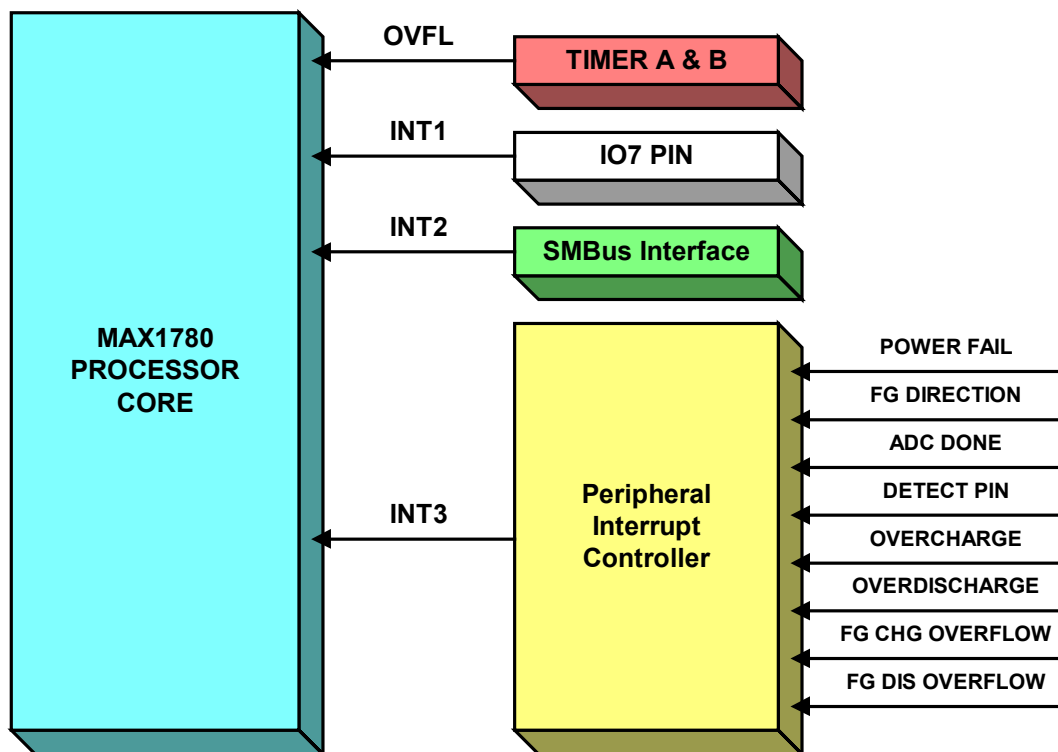 OVFL
TIMER A & B
INT1
IO7 PIN
INT2
SMBus Interface
MAX1780
PROCESSOR
CORE
INT3
Peripheral
Interrupt
Controller
POWER FAIL
FG DIRECTION
ADC DONE
DETECT PIN
OVERCHARGE
OVERDISCHARGE
FG CHG OVERFLOW
FG DIS OVERFLOW